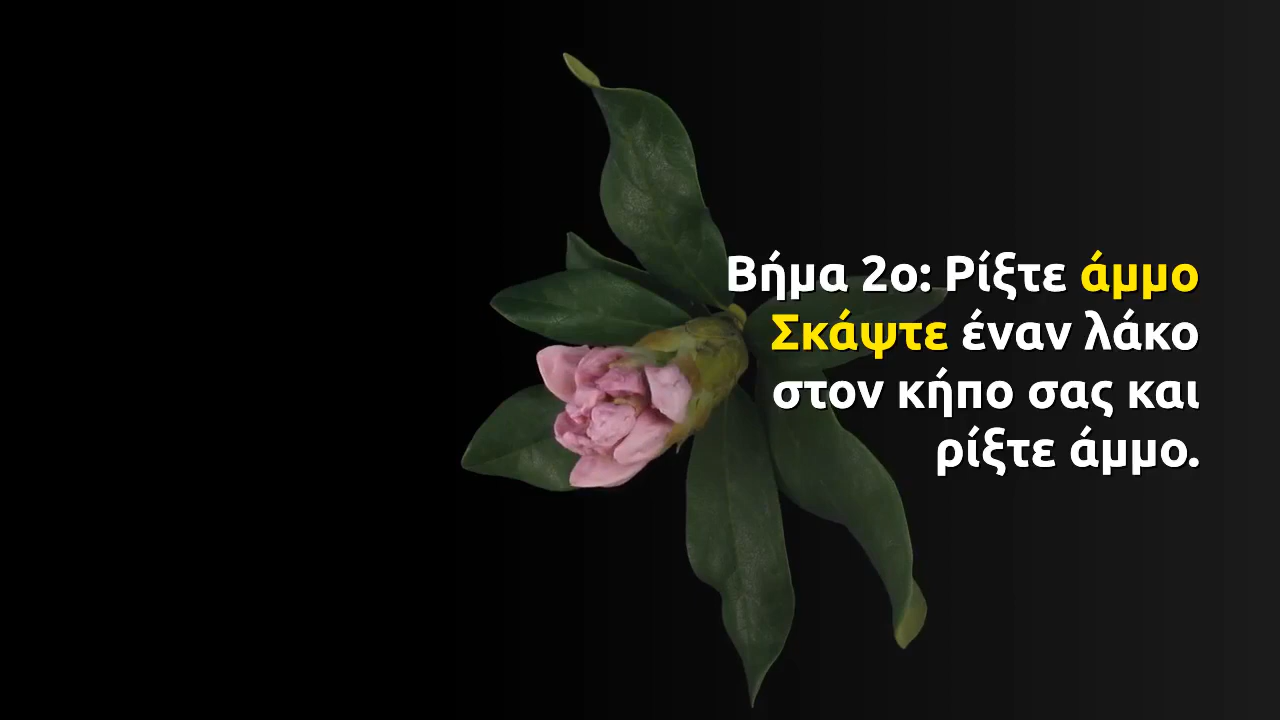 Βήμα 2ο: Ρίξτε άμμο
Σκάψτε έναν λάκο
στον κήπο σας και
ρίξτε άμμο.